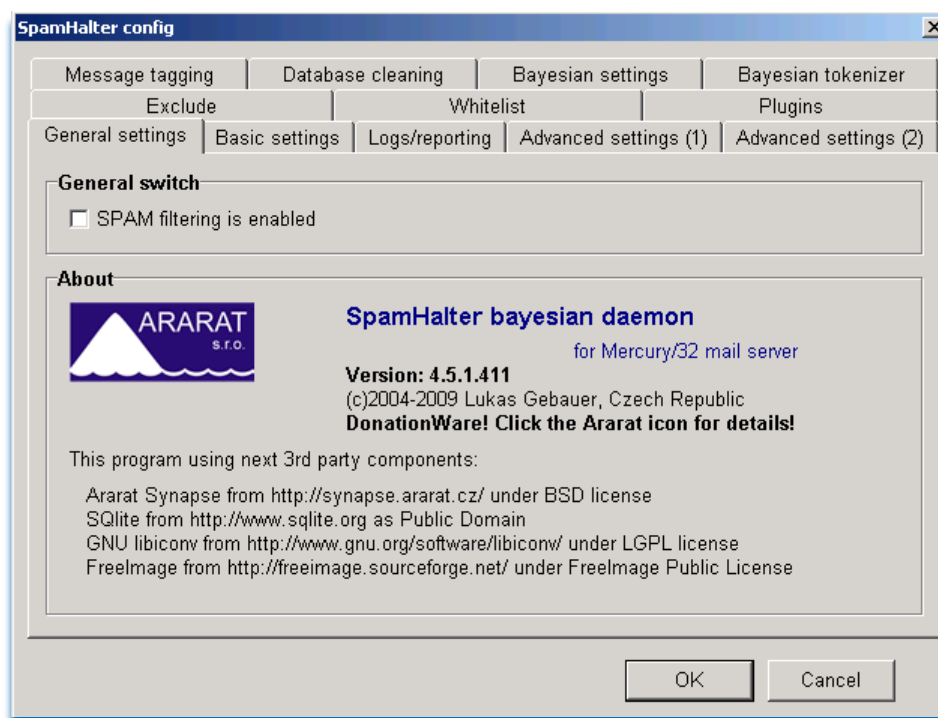 SpamHalter config
Message tagging Database cleaning Bayesian settings Bayesian tokenizer
Exclude Whitelist Plugins
General settings Basic settings Logs/reporting Advanced settings (1) Advanced settings (2)
General switch
SPAM filtering is enabled
About
ARARAT
s.r.o.
SpamHalter bayesian daemon
for Mercury/32 mail server
Version: 4.5.1.411
(c)2004-2009 Lukas Gebauer, Czech Republic
DonationWare! Click the Ararat icon for details!
This program using next 3rd party components:
Ararat Synapse from http://synapse.ararat.cz/ under BSD license
SQlite from http://www.sqlite.org as Public Domain
GNU libiconv from http://www.gnu.org/software/libiconv/ under LGPL license
FreeImage from http://freeimage.sourceforge.net/ under FreeImage Public License
OK Cancel